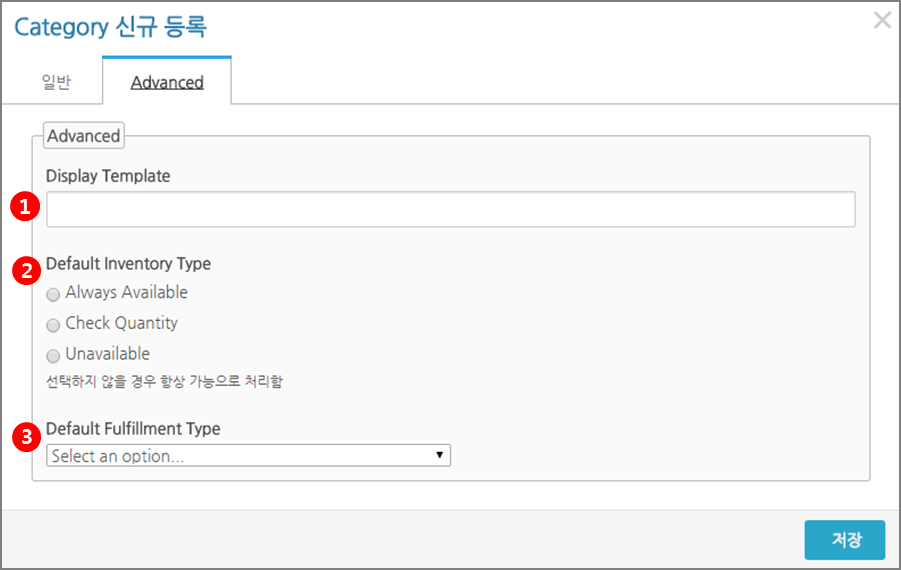 Category 신규 등록
×
일반
Advanced
Advanced
Display Template
1
2
Default Inventory Type
Always Available
Check Quantity
Unavailable
선택하지 않을 경우 항상 가능으로 처리함
3
Default Fulfillment Type
Select an option...
저장